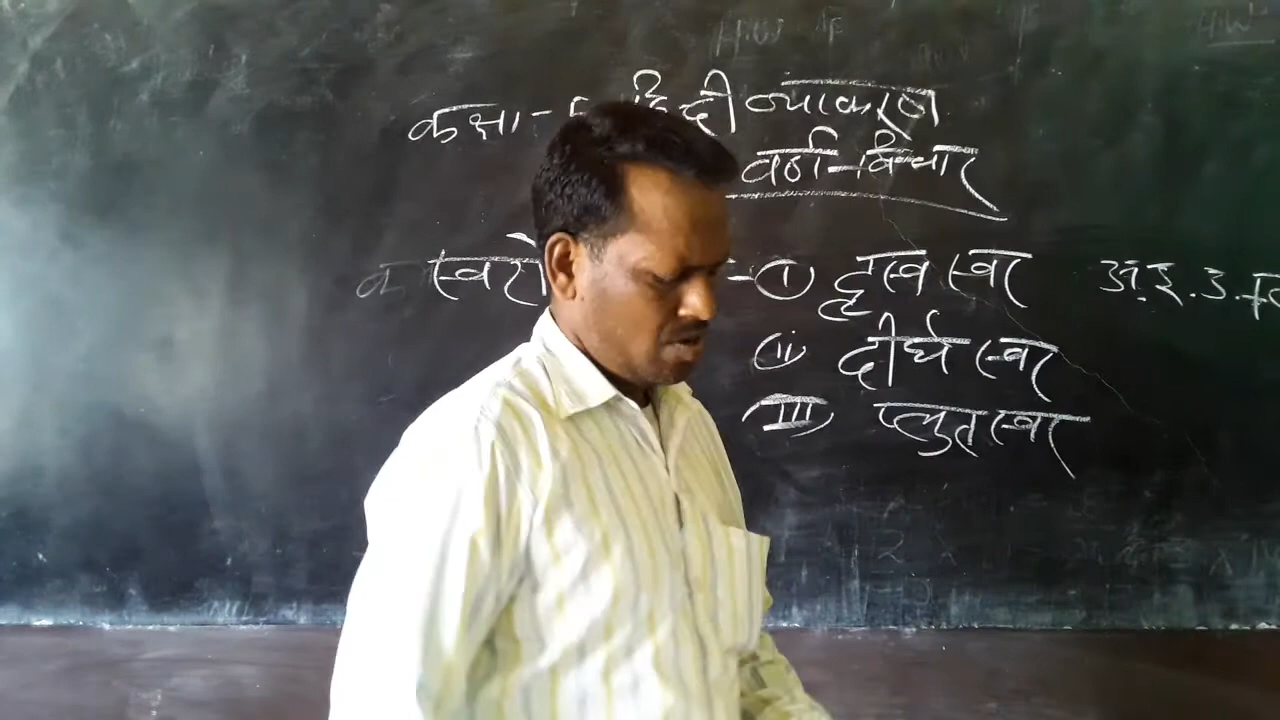 कक्षा - हिंदी व्याकरण
वर्ण-विचार
स्वरों - (i) ह्रस्व स्वर अ. इ. उ.
(ii) दीर्घ स्वर
(III) प्लुत स्वर